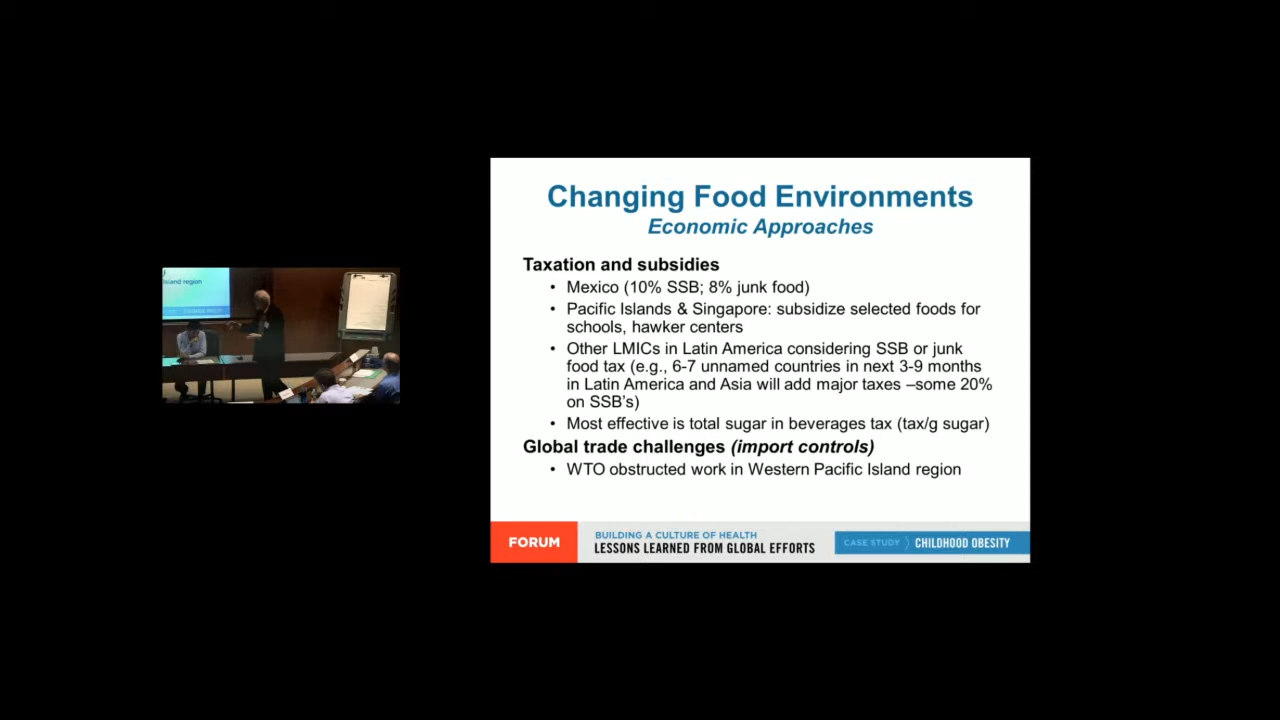 Changing Food Environments
Economic Approaches
Taxation and subsidies
• Mexico (10% SSB; 8% junk food)
• Pacific Islands & Singapore: subsidize selected foods for
schools, hawker centers
• Other LMICs in Latin America considering SSB or junk
food tax (e.g., 6-7 unnamed countries in next 3-9 months
in Latin America and Asia will add major taxes –some 20%
on SSB's)
• Most effective is total sugar in beverages tax (tax/g sugar)
Global trade challenges (import controls)
• WTO obstructed work in Western Pacific Island region
FORUM
BUILDING A CULTURE OF HEALTH
LESSONS LEARNED FROM GLOBAL EFFORTS
CASE STUDY 〉 CHILDHOOD OBESITY
island region